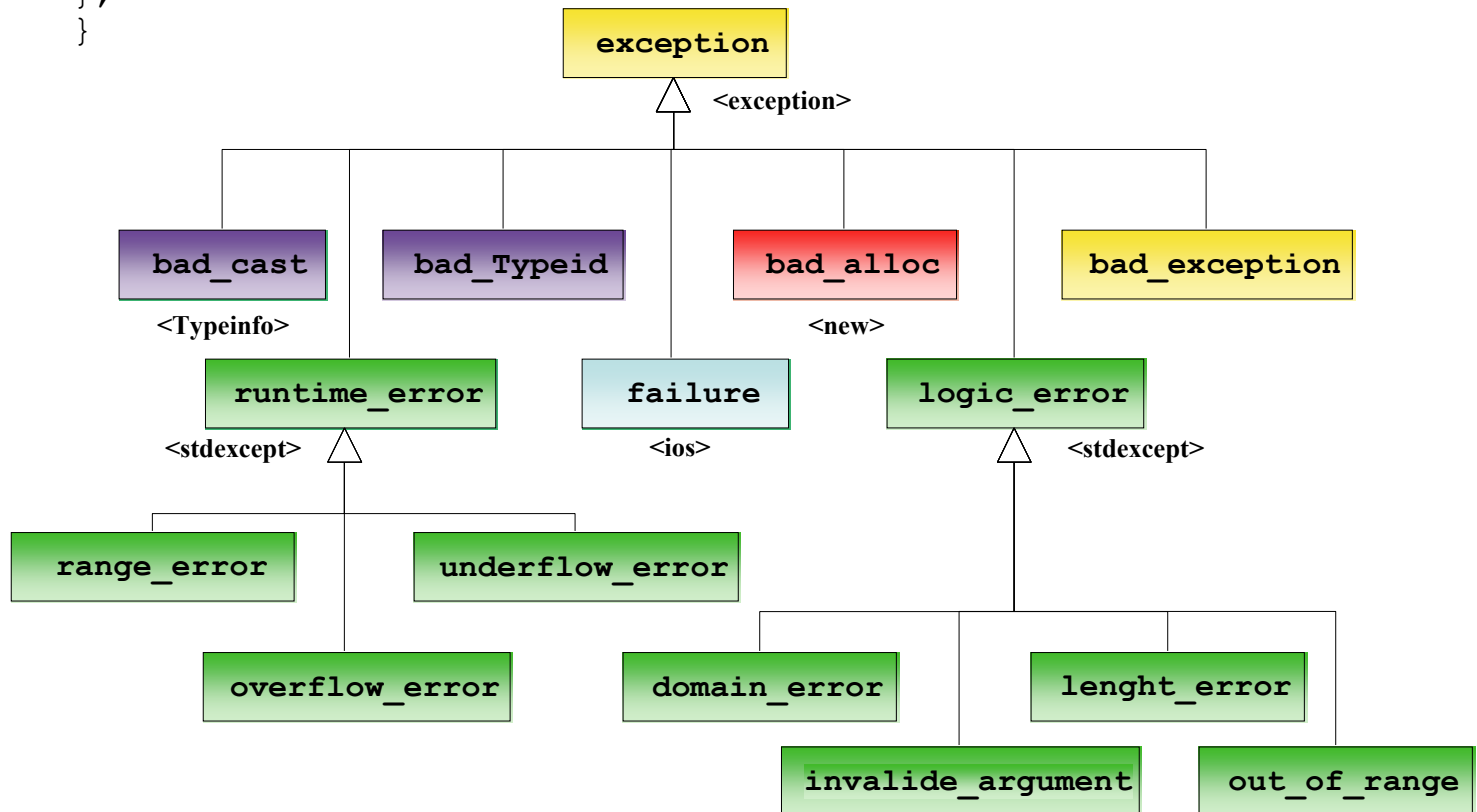 };
}
exception
<exception>
bad_cast
bad_Typeid
bad_alloc
bad_exception
<Typeinfo>
<new>
runtime_error
failure
logic_error
<stdexcept>
<ios>
<stdexcept>
range_error
underflow_error
overflow_error
domain_error
lenght_error
invalide_argument
out_of_range